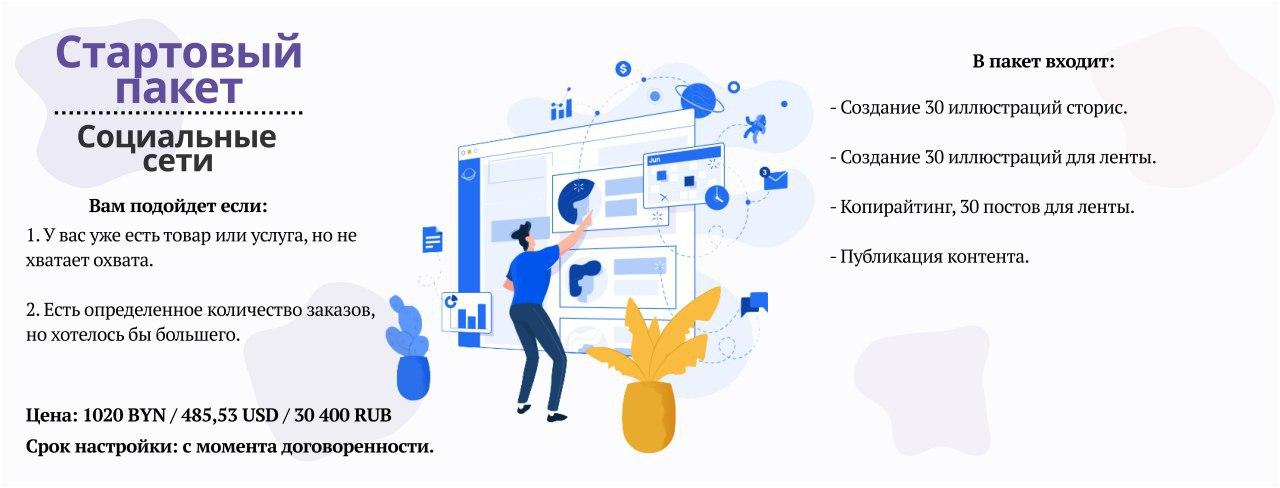 Стартовый
пакет
Социальные
сети
Вам подойдет если:
1. У вас уже есть товар или услуга, но не
хватает охвата.
2. Есть определенное количество заказов,
но хотелось бы большего.
Цена: 1020 BYN / 485,53 USD / 30 400 RUB
Срок настройки: с момента договоренности.
$
Jun
3
В пакет входит:
- Создание 30 иллюстраций сторис.
- Создание 30 иллюстраций для ленты.
- Копирайтинг, 30 постов для ленты.
- Публикация контента.